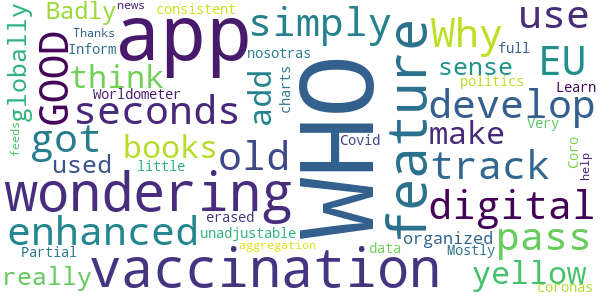 news
Badly
Thanks
consistent
Inform
globally
GOOD
app
simply
Why
use
nosotras
full
EU
think
add
charts
WHO
feature
sense
politics
Worldometer
Learn
seconds
develop
got
books
old
Covid
make
Very
feeds
used
little
track
Coro
help
wondering
erased
digital
enhanced
unadjustable
organized
pass
Partial
aggregation
Mostly
data
really
vaccination
yellow
coronas